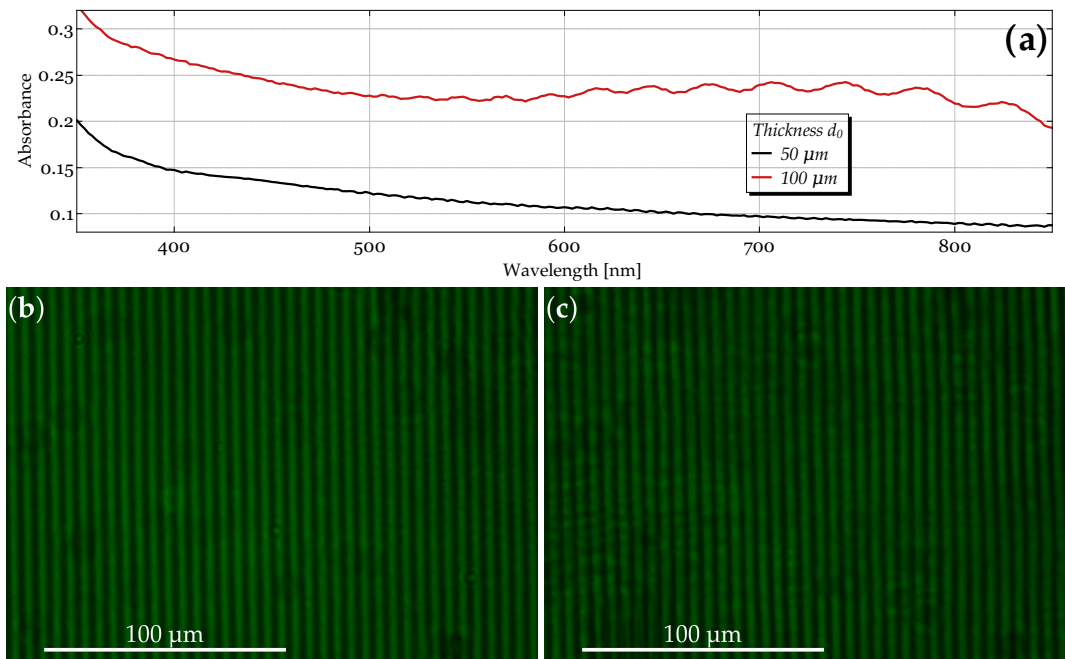 (a)
0.3
0.25
0.2
0.15
0.1
Absorbance
Thickness d₀
50 µm
100 µm
400 500 600 700 800
Wavelength [nm]
(b)
(c)
100 µm
100 µm